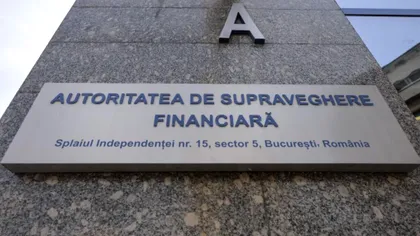 A
AUTORITATEA DE SUPRAVEGHERE
FINANCIARĂ
Splaiul Independenței nr. 15, sector 5, București, România